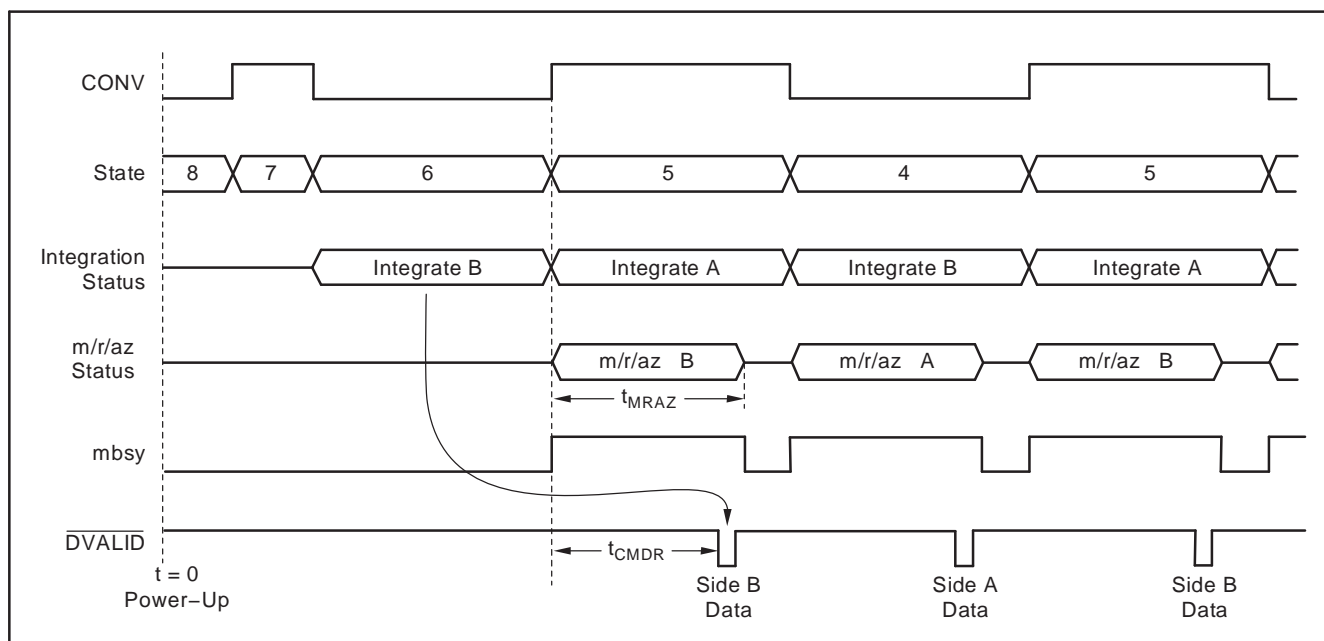 CONV
State 8 7 6 5 4 5
Integration
Status
Integrate B Integrate A Integrate B Integrate A
m/r/az
Status
m/r/az B m/r/az A m/r/az B
tMRAZ
mbsy
DVALID
tCMDR
t = 0
Power–Up
Side B
Data
Side A
Data
Side B
Data